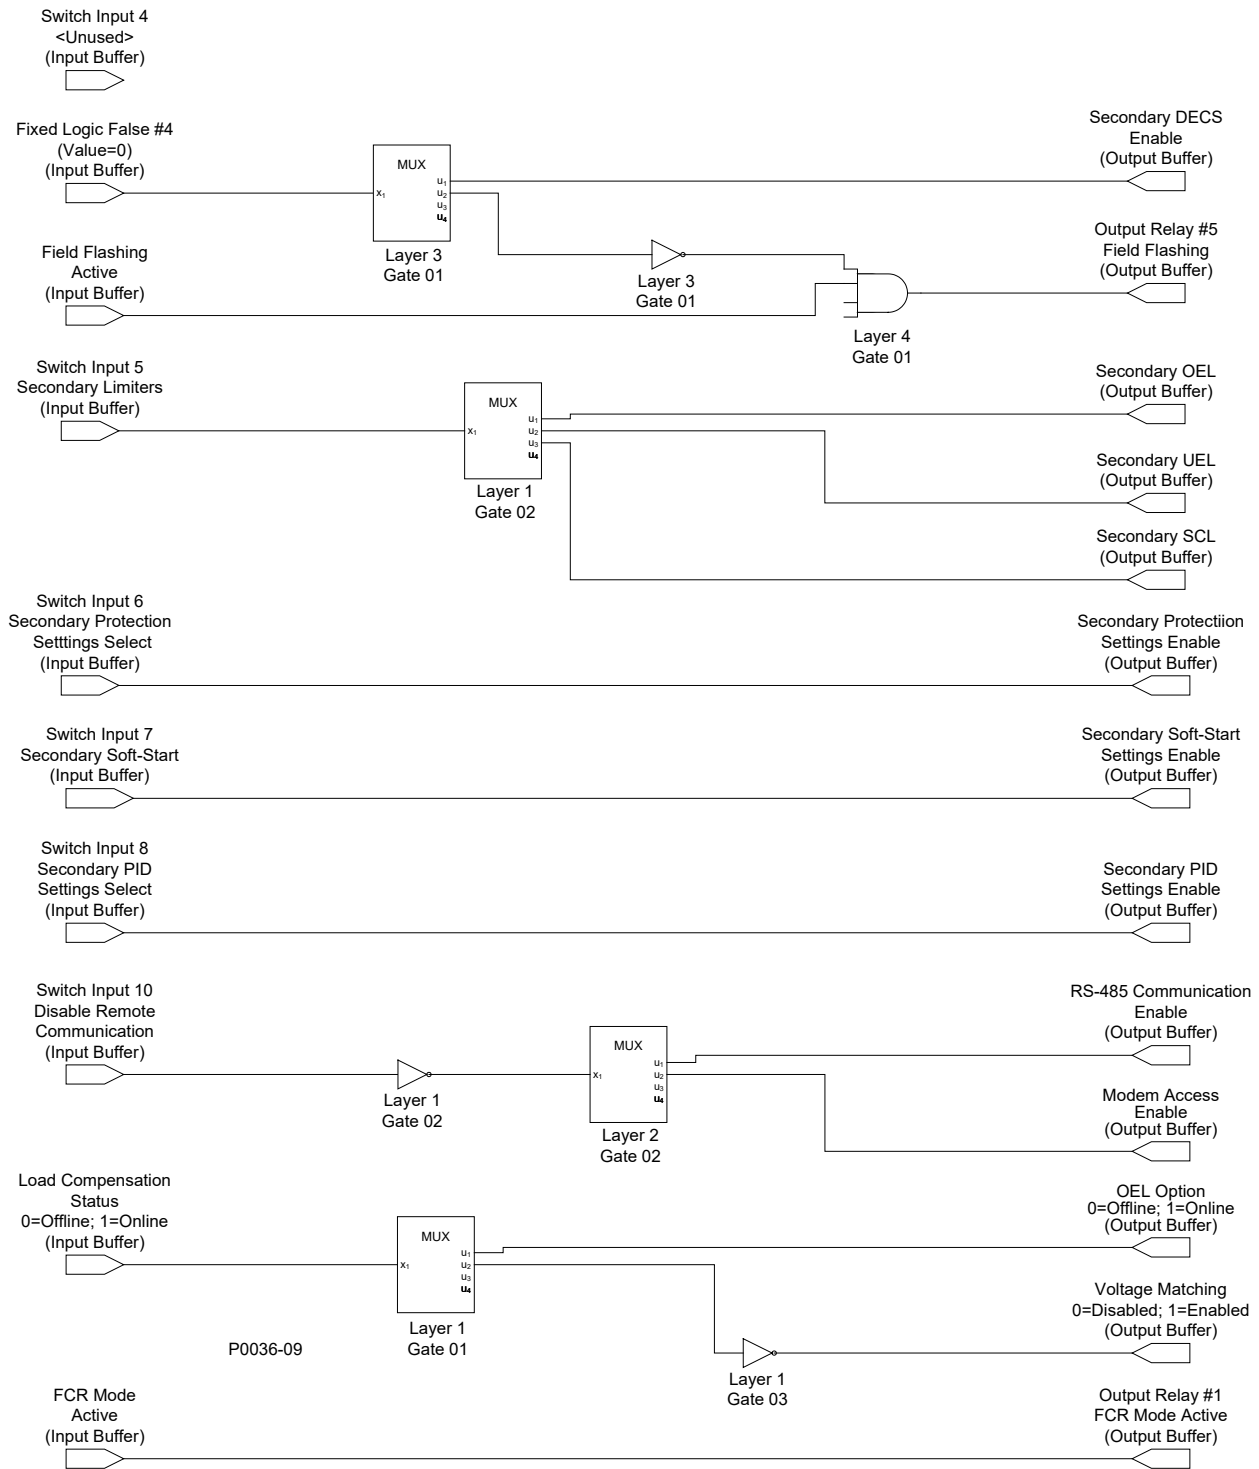 Switch Input 4
<Unused>
(Input Buffer)
Fixed Logic False #4
(Value=0)
(Input Buffer)
MUX
x₁
u₁
u₂
u₃
u₄
Layer 3
Gate 01
Secondary DECS
Enable
(Output Buffer)
Field Flashing
Active
(Input Buffer)
Layer 3
Gate 01
Layer 4
Gate 01
Output Relay #5
Field Flashing
(Output Buffer)
Switch Input 5
Secondary Limiters
(Input Buffer)
MUX
x₁
u₁
u₂
u₃
u₄
Layer 1
Gate 02
Secondary OEL
(Output Buffer)
Secondary UEL
(Output Buffer)
Secondary SCL
(Output Buffer)
Switch Input 6
Secondary Protection
Setttings Select
(Input Buffer)
Secondary Protectiion
Settings Enable
(Output Buffer)
Switch Input 7
Secondary Soft-Start
(Input Buffer)
Secondary Soft-Start
Settings Enable
(Output Buffer)
Switch Input 8
Secondary PID
Settings Select
(Input Buffer)
Secondary PID
Settings Enable
(Output Buffer)
Switch Input 10
Disable Remote
Communication
(Input Buffer)
Layer 1
Gate 02
MUX
x₁
u₁
u₂
u₃
u₄
Layer 2
Gate 02
RS-485 Communication
Enable
(Output Buffer)
Modem Access
Enable
(Output Buffer)
Load Compensation
Status
0=Offline; 1=Online
(Input Buffer)
MUX
x₁
u₁
u₂
u₃
u₄
Layer 1
Gate 01
OEL Option
0=Offline; 1=Online
(Output Buffer)
Layer 1
Gate 03
Voltage Matching
0=Disabled; 1=Enabled
(Output Buffer)
P0036-09
FCR Mode
Active
(Input Buffer)
Output Relay #1
FCR Mode Active
(Output Buffer)